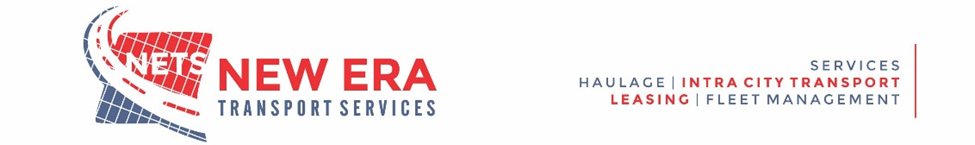 NETS
NEW ERA
TRANSPORT SERVICES
SERVICES
HAULAGE | INTRA CITY TRANSPORT
LEASING | FLEET MANAGEMENT